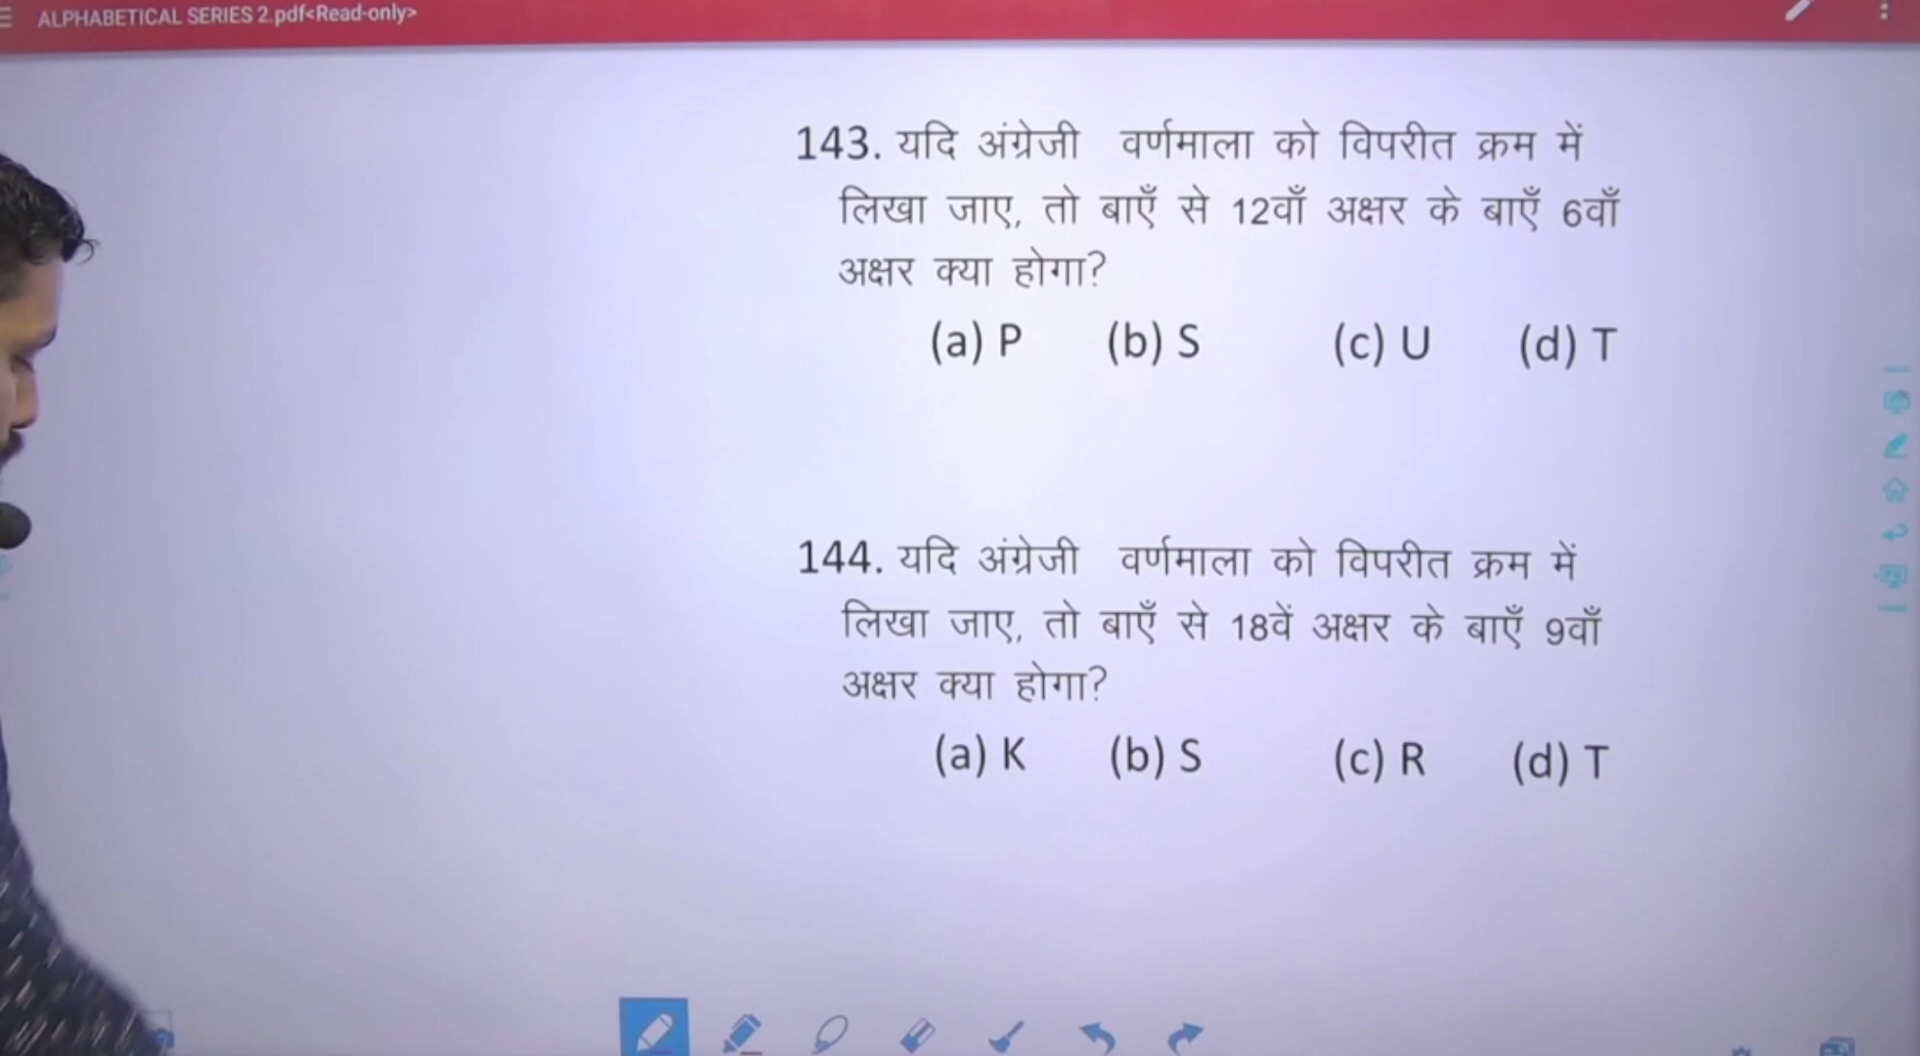 ALPHABETICAL SERIES 2.pdf<Read-only>
143. यदि अंग्रेजी वर्णमाला को विपरीत क्रम में
लिखा जाए, तो बाएँ से 12वाँ अक्षर के बाएँ 6वाँ
अक्षर क्या होगा?
(a) P (b) S (c) U (d) T
144. यदि अंग्रेजी वर्णमाला को विपरीत क्रम में
लिखा जाए, तो बाएँ से 18वें अक्षर के बाएँ 9वाँ
अक्षर क्या होगा?
(a) K (b) S (c) R (d) T